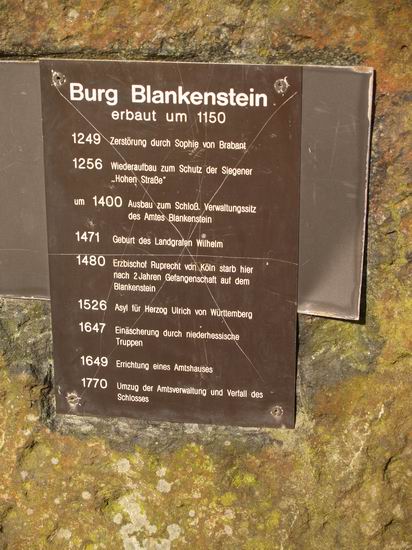 Burg Blankenstein
erbaut um 1150
1249 Zerstörung durch Sophie von Brabant
1256 Wiederaufbau zum Schutz der Siegener
„Hohen Straße"
um 1400 Ausbau zum Schloß, Verwaltungssitz
des Amtes Blankenstein
1471 Geburt des Landgrafen Wilhelm
1480 Erzbischof Ruprecht von Köln starb hier
nach 2 Jahren Gefangenschaft auf dem
Blankenstein
1526 Asyl für Herzog Ulrich von Württemberg
1647 Einäscherung durch niederhessische
Truppen
1649 Errichtung eines Amtshauses
1770 Umzug der Amtsverwaltung und Verfall des
Schlosses